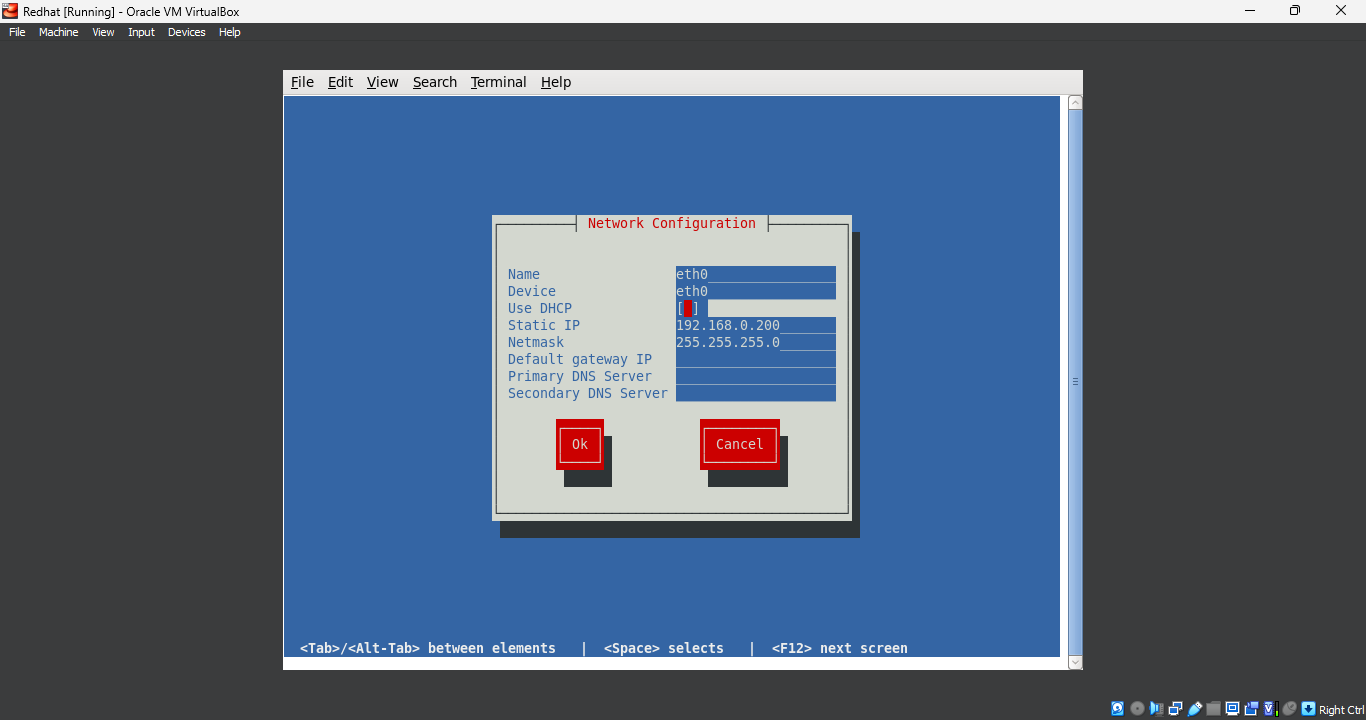 Redhat [Running] - Oracle VM VirtualBox
File Machine View Input Devices Help
File Edit View Search Terminal Help
Network Configuration
Name eth0
Device eth0
Use DHCP [ ]
Static IP 192.168.0.200
Netmask 255.255.255.0
Default gateway IP
Primary DNS Server
Secondary DNS Server
Ok Cancel
<Tab>/<Alt-Tab> between elements | <Space> selects | <F12> next screen
Right Ctrl